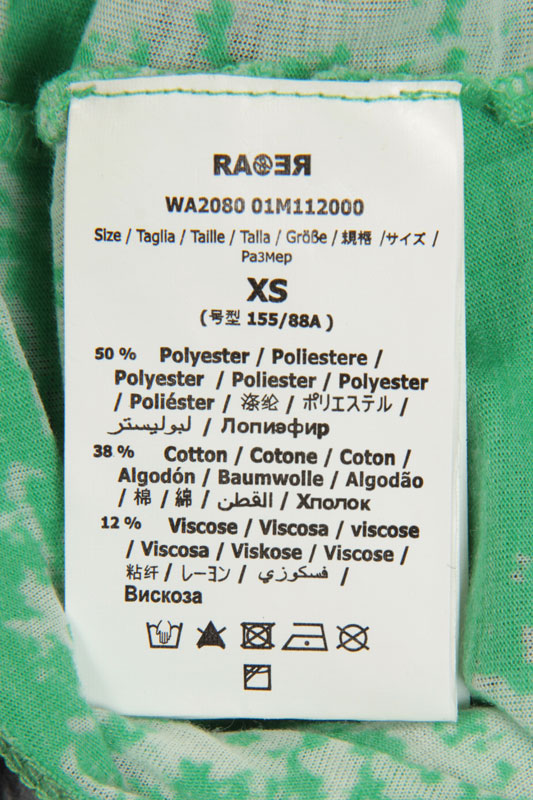 RAGEЯ
WA2080 01M112000
Size / Taglia / Taille / Talla / Größe / 規格 /サイズ /
Размер
XS
(号型 155/88A )
50 % Polyester / Poliestere /
Polyester / Poliester / Polyester
/ Poliéster / 涤纶 / ポリエステル /
لبوليستر / Лопиэфир
38 % Cotton / Cotone / Coton /
Algodón / Baumwolle / Algodão
/ 棉 / 綿 / القطن / Хполок
12 % Viscose / Viscosa / viscose
/ Viscosa / Viskose / Viscose /
粘纤 / レーヨン / فسكوزي /
Вискоза